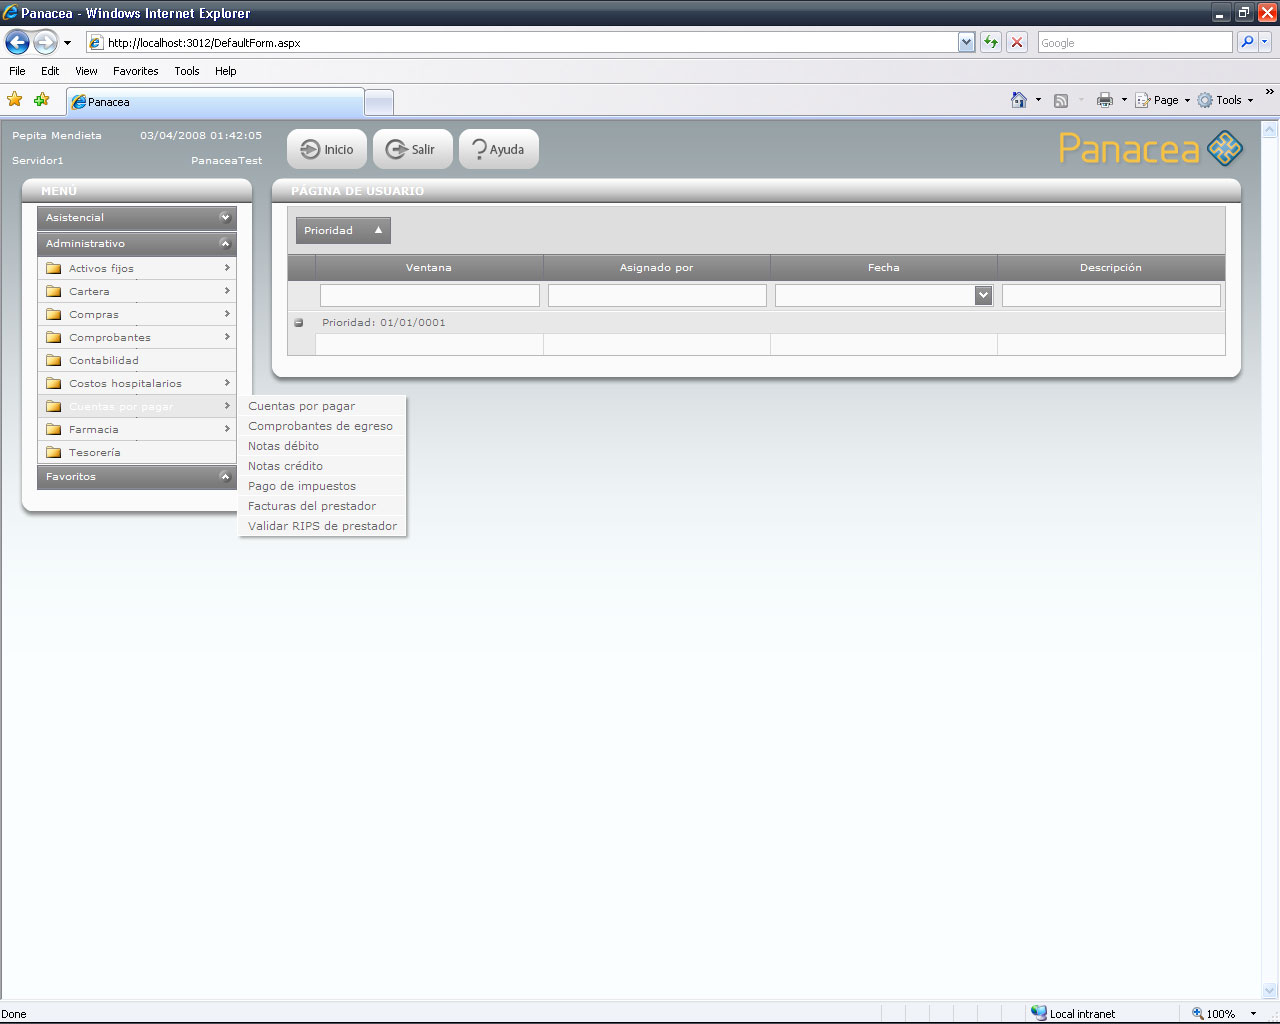 Panacea - Windows Internet Explorer
http://localhost:3012/DefaultForm.aspx
Google
File Edit View Favorites Tools Help
Panacea
Page Tools »
Pepita Mendieta 03/04/2008 01:42:05
Servidor1 PanaceaTest
Inicio Salir Ayuda
Panacea
MENÚ
PÁGINA DE USUARIO
Asistencial
Administrativo
Activos fijos
Cartera
Compras
Comprobantes
Contabilidad
Costos hospitalarios
Cuentas por pagar
Farmacia
Tesorería
Favoritos
Cuentas por pagar
Comprobantes de egreso
Notas débito
Notas crédito
Pago de impuestos
Facturas del prestador
Validar RIPS de prestador
Prioridad
Ventana Asignado por Fecha Descripción
Prioridad: 01/01/0001
Done Local intranet 100%